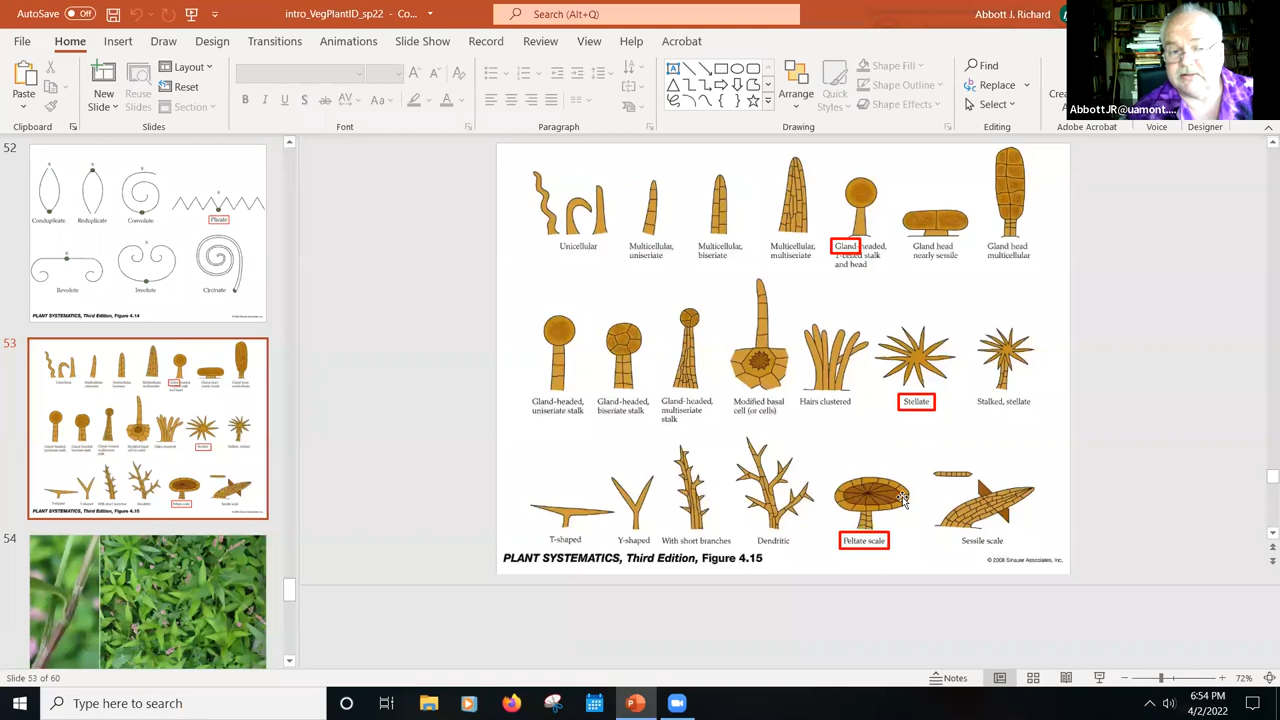 AutoSave Off
intro_VegPlantID_sp22 - Co...
Search (Alt+Q)
Abbott J. Richard
File Home Insert Draw Design Transitions Animations Slide Show Record Review View Help Acrobat
Paste
New Slide
Reuse Slides
Layout
Reset
Section
Arrange
Quick Styles
Shape Fill
Shape Outline
Shape Effects
Find
Replace
Select
Clipboard Slides Font Paragraph Drawing Editing Adobe Acrobat Voice Designer
AbbottJR@uamont....
52
Conduplicate Reduplicate Convolute Plicate
Revolute Involute Circinate
PLANT SYSTEMATICS, Third Edition, Figure 4.14
53
PLANT SYSTEMATICS, Third Edition, Figure 4.15
54
Unicellular
Multicellular, uniseriate
Multicellular, biseriate
Multicellular, multiseriate
Gland-headed, 1-celled stalk and head
Gland head nearly sessile
Gland head multicellular
Gland-headed, uniseriate stalk
Gland-headed, biseriate stalk
Gland-headed, multiseriate stalk
Modified basal cell (or cells)
Hairs clustered
Stellate
Stalked, stellate
T-shaped
Y-shaped
With short branches
Dendritic
Peltate scale
Sessile scale
PLANT SYSTEMATICS, Third Edition, Figure 4.15
© 2008 Sinauer Associates, Inc.
Slide 53 of 60
Notes
72%
Type here to search
6:54 PM
4/2/2022